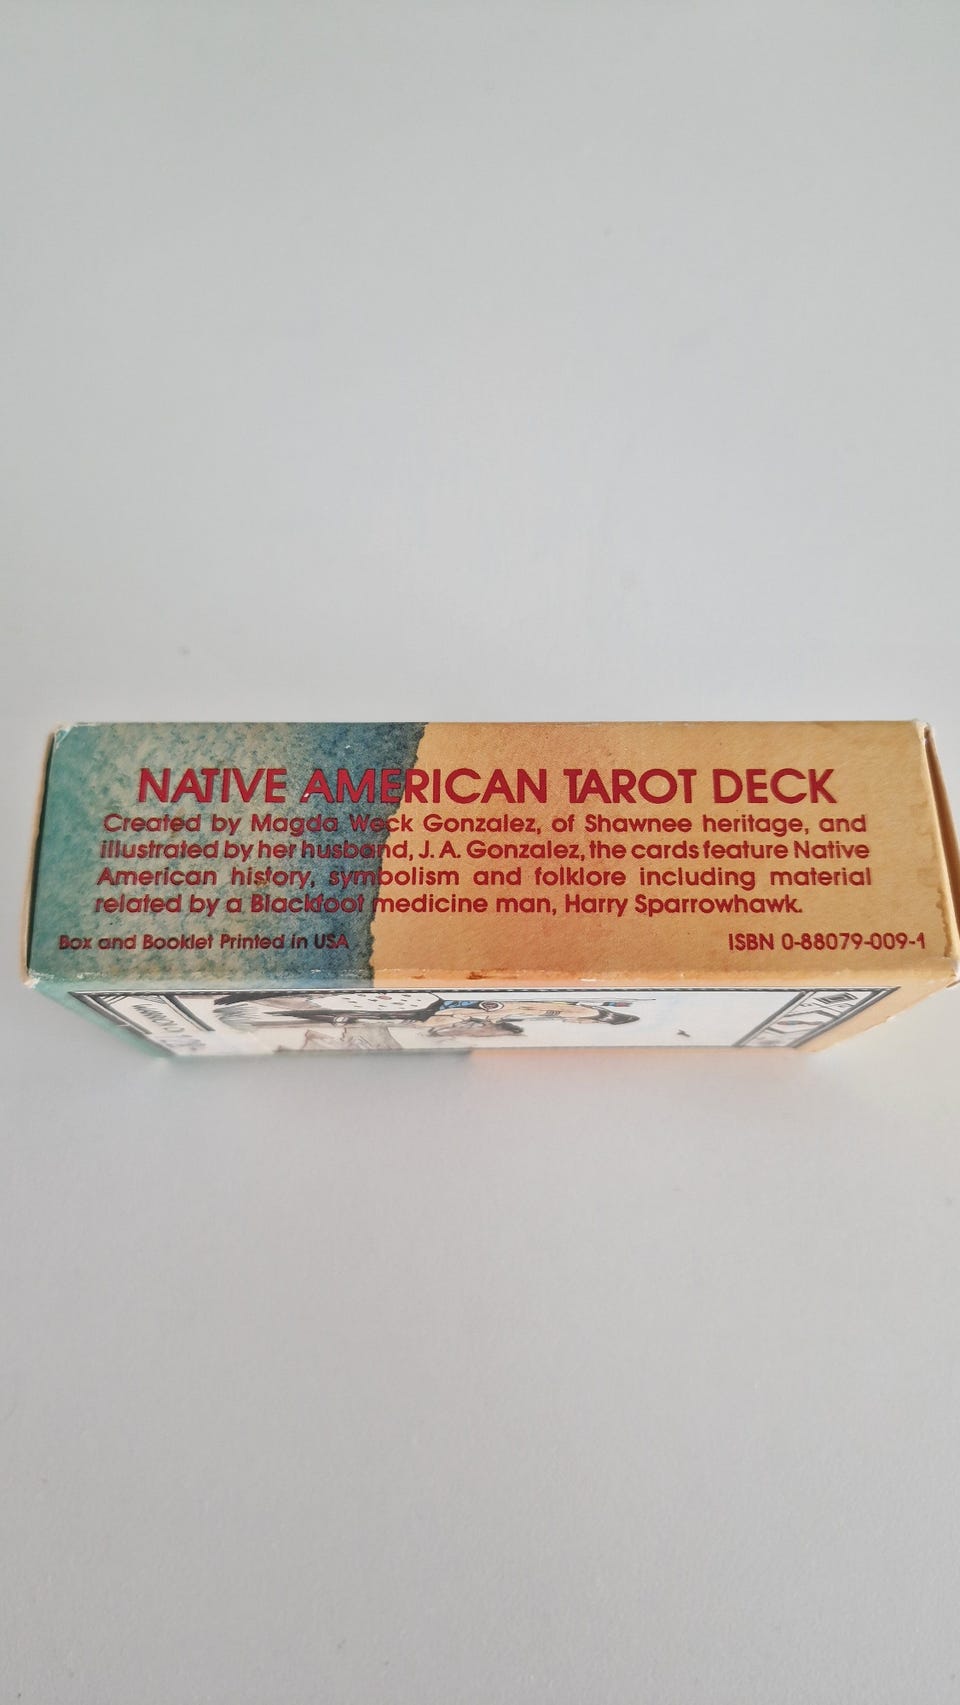 NATIVE AMERICAN TAROT DECK
Created by Magda Weck Gonzalez, of Shawnee heritage, and
illustrated by her husband, J. A. Gonzalez, the cards feature Native
American history, symbolism and folklore including material
related by a Blackfoot medicine man, Harry Sparrowhawk.
Box and Booklet Printed in USA
ISBN 0-88079-009-1